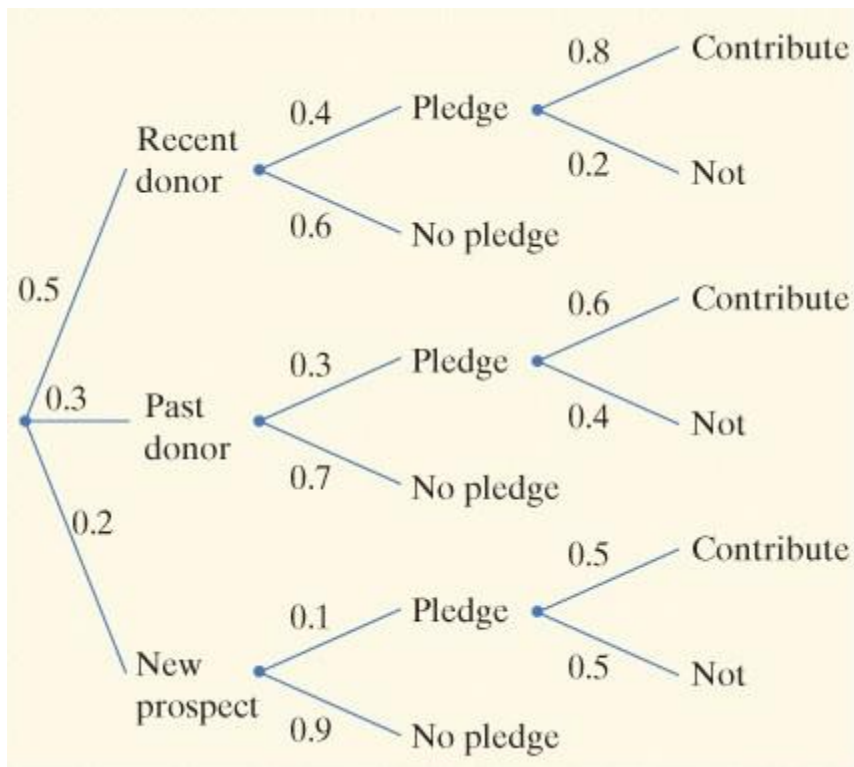 0.8 Contribute
0.4 Pledge
Recent
donor
0.2 Not
0.6 No pledge
0.5
0.6 Contribute
0.3 Pledge
0.3 Past
donor
0.4 Not
0.7 No pledge
0.2
0.5 Contribute
0.1 Pledge
New
prospect
0.5 Not
0.9 No pledge